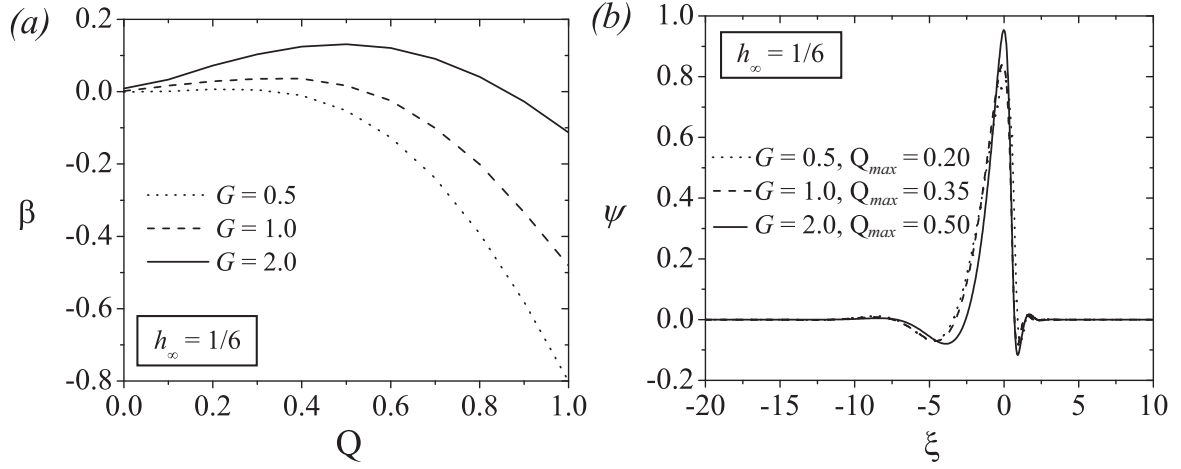 (a)
0.2
0.0
-0.2
-0.4
-0.6
-0.8
β
G = 0.5
G = 1.0
G = 2.0
h∞ = 1/6
0.0 0.2 0.4 0.6 0.8 1.0
Q
(b)
1.0
0.8
0.6
0.4
0.2
0.0
-0.2
ψ
h∞ = 1/6
G = 0.5, Qmax = 0.20
G = 1.0, Qmax = 0.35
G = 2.0, Qmax = 0.50
-20 -15 -10 -5 0 5 10
ξ